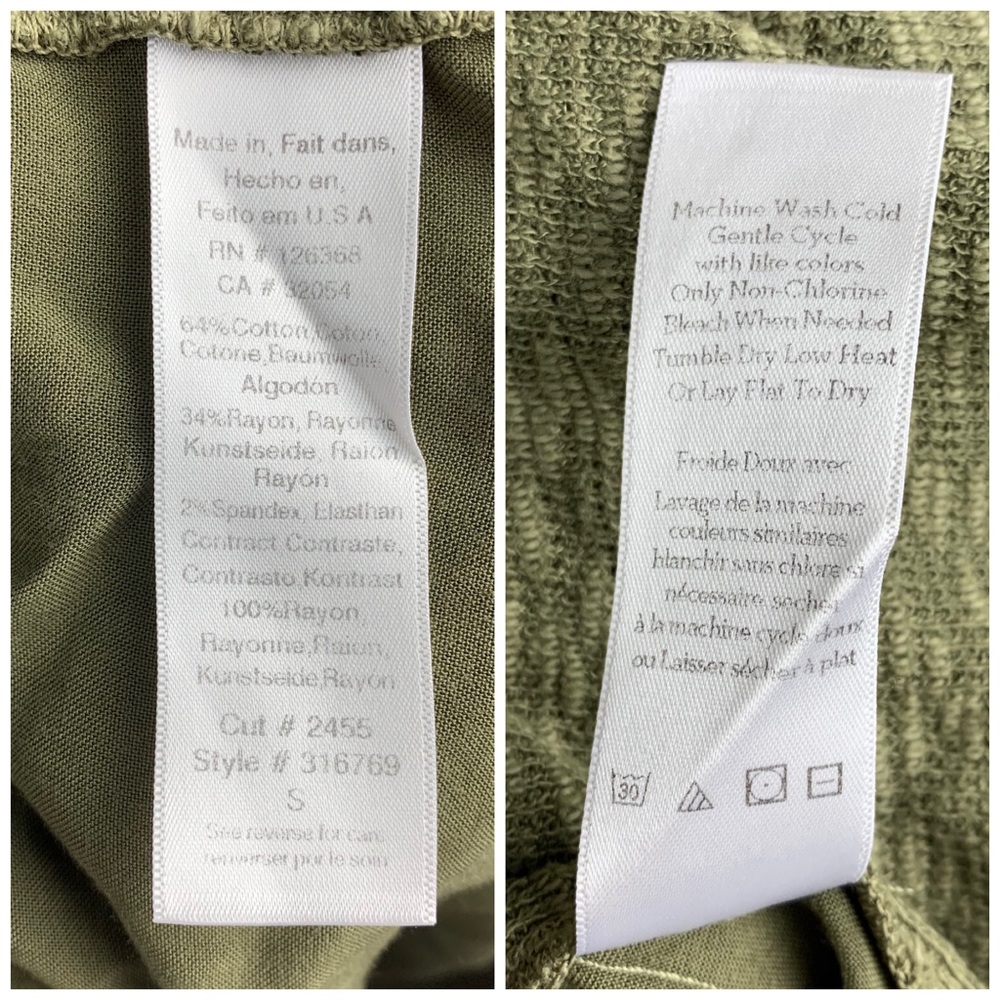 Made in, Fait dans,
Hecho en,
Feito em U S A
RN # 126368
CA # 32054
64%Cotton,Coton,
Cotone,Baumwolle,
Algodón
34%Rayon, Rayonne
Kunstseide, Raion
Rayón
2%Spandex, Elasthan
Contract Contraste,
Contrasto,Kontrast
100%Rayon
Rayonne,Raion,
Kunstseide,Rayon
Cut # 2455
Style # 316769
S
See reverse for care
renverser por le soin
Machine Wash Cold
Gentle Cycle
with like colors
Only Non-Chlorine
Bleach When Needed
Tumble Dry Low Heat
Or Lay Flat To Dry
Froide Doux avec
Lavage de la machine
couleurs similaires
blanchir sans chlore si
nécessaire sécher
à la machine cycle doux
ou Laisser sécher à plat
30